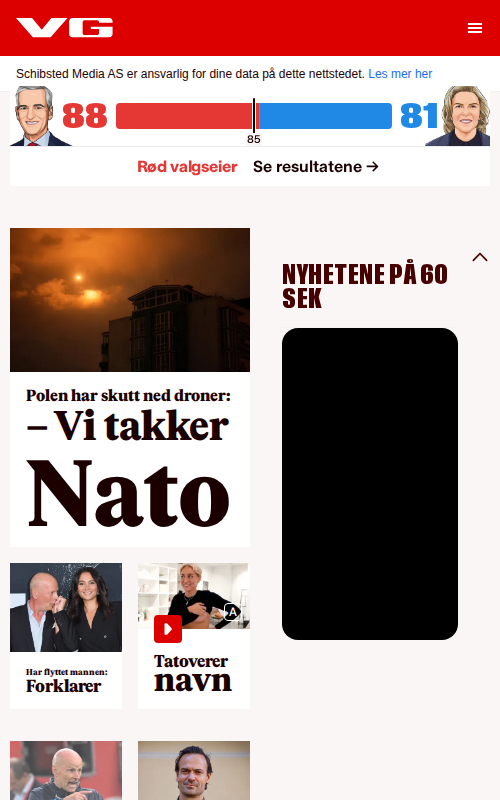 VG
Schibsted Media AS er ansvarlig for dine data på dette nettstedet. Les mer her
88
81
85
Rød valgseier Se resultatene →
NYHETENE PÅ 60
SEK
Polen har skutt ned droner:
– Vi takker
Nato
A
Har flyttet mannen:
Forklarer
Tatoverer
navn